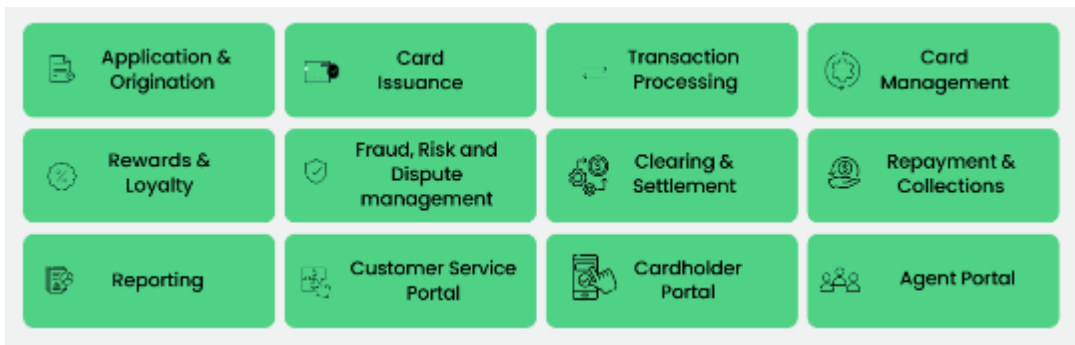 Application &
Origination
Card
Issuance
Transaction
Processing
Card
Management
Rewards &
Loyalty
Fraud, Risk and
Dispute
management
Clearing &
Settlement
Repayment &
Collections
Reporting
Customer Service
Portal
Cardholder
Portal
Agent Portal